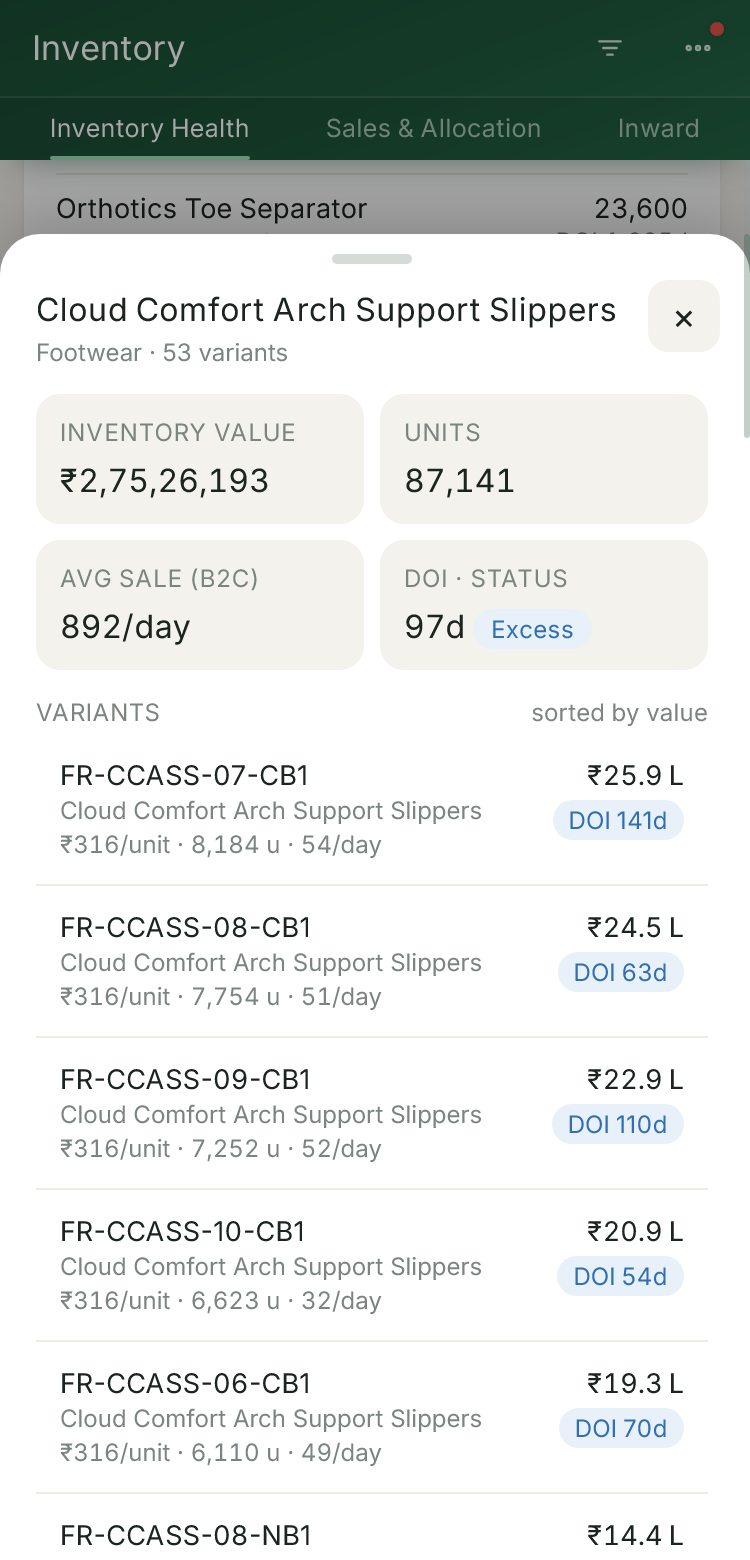 Inventory
Inventory Health
Sales & Allocation
Inward
Orthotics Toe Separator
23,600
Cloud Comfort Arch Support Slippers
Footwear · 53 variants
INVENTORY VALUE
₹2,75,26,193
UNITS
87,141
AVG SALE (B2C)
892/day
DOI · STATUS
97d Excess
VARIANTS
sorted by value
FR-CCASS-07-CB1
₹25.9 L
Cloud Comfort Arch Support Slippers
DOI 141d
₹316/unit · 8,184 u · 54/day
FR-CCASS-08-CB1
₹24.5 L
Cloud Comfort Arch Support Slippers
DOI 63d
₹316/unit · 7,754 u · 51/day
FR-CCASS-09-CB1
₹22.9 L
Cloud Comfort Arch Support Slippers
DOI 110d
₹316/unit · 7,252 u · 52/day
FR-CCASS-10-CB1
₹20.9 L
Cloud Comfort Arch Support Slippers
DOI 54d
₹316/unit · 6,623 u · 32/day
FR-CCASS-06-CB1
₹19.3 L
Cloud Comfort Arch Support Slippers
DOI 70d
₹316/unit · 6,110 u · 49/day
FR-CCASS-08-NB1
₹14.4 L